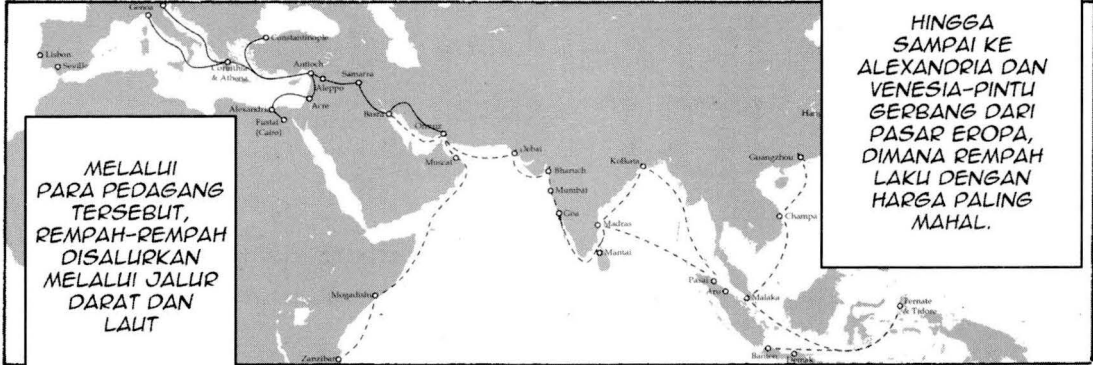 MELALUI
PARA PEDAGANG
TERSEBUT,
REMPAH-REMPAH
DISALURKAN
MELALUI JALUR
DARAT DAN
LAUT
HINGGA
SAMPAI KE
ALEXANDRIA DAN
VENESIA-PINTU
GERBANG DARI
PASAR EROPA,
DIMANA REMPAH
LAKU DENGAN
HARGA PALING
MAHAL.
Genoa
Lisbon
Seville
Constantinople
& Athens
Antioch
Aleppo
Samarra
Acre
Alexandria
Fustat
(Cairo)
Basra
Ormuz
Muscat
Bharuch
Mumbai
Goa
Kolkata
Madras
Mantai
Guangzhou
Champa
Pasai
Aru
Malaka
Ternate
& Tidore
Banten
Demak
Mogadishu
Zanzibar